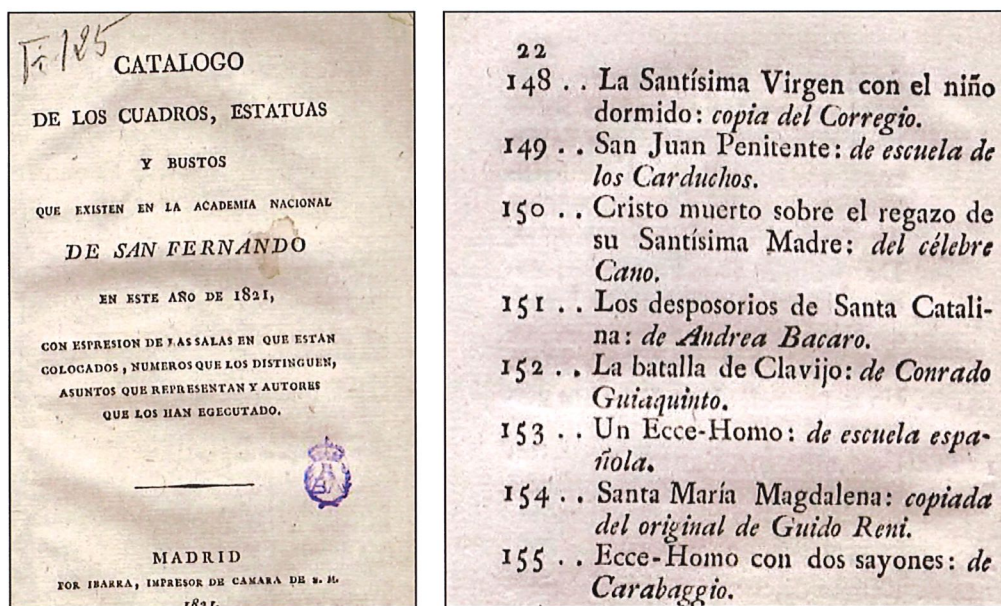 Fi-125
CATALOGO
DE LOS CUADROS, ESTATUAS
Y BUSTOS
QUE EXISTEN EN LA ACADEMIA NACIONAL
DE SAN FERNANDO
EN ESTE AÑO DE 1821,
CON ESPRESION DE LAS SALAS EN QUE ESTÁN
COLOCADOS, NUMEROS QUE LOS DISTINGUEN,
ASUNTOS QUE REPRESENTAN Y AUTORES
QUE LOS HAN EGECUTADO.
MADRID
POR IBARRA, IMPRESOR DE CAMARA DE S. M.
1821.
22
148 . . La Santísima Virgen con el niño
dormido: copia del Corregio.
149 . . San Juan Penitente: de escuela de
los Carduchos.
150 . . Cristo muerto sobre el regazo de
su Santísima Madre: del célebre
Cano.
151 . . Los desposorios de Santa Catali-
na: de Andrea Bacaro.
152 . . La batalla de Clavijo: de Conrado
Guiaquinto.
153 . . Un Ecce-Homo: de escuela espa-
ñola.
154 . . Santa María Magdalena: copiada
del original de Guido Reni.
155 . . Ecce-Homo con dos sayones: de
Carabaggio.